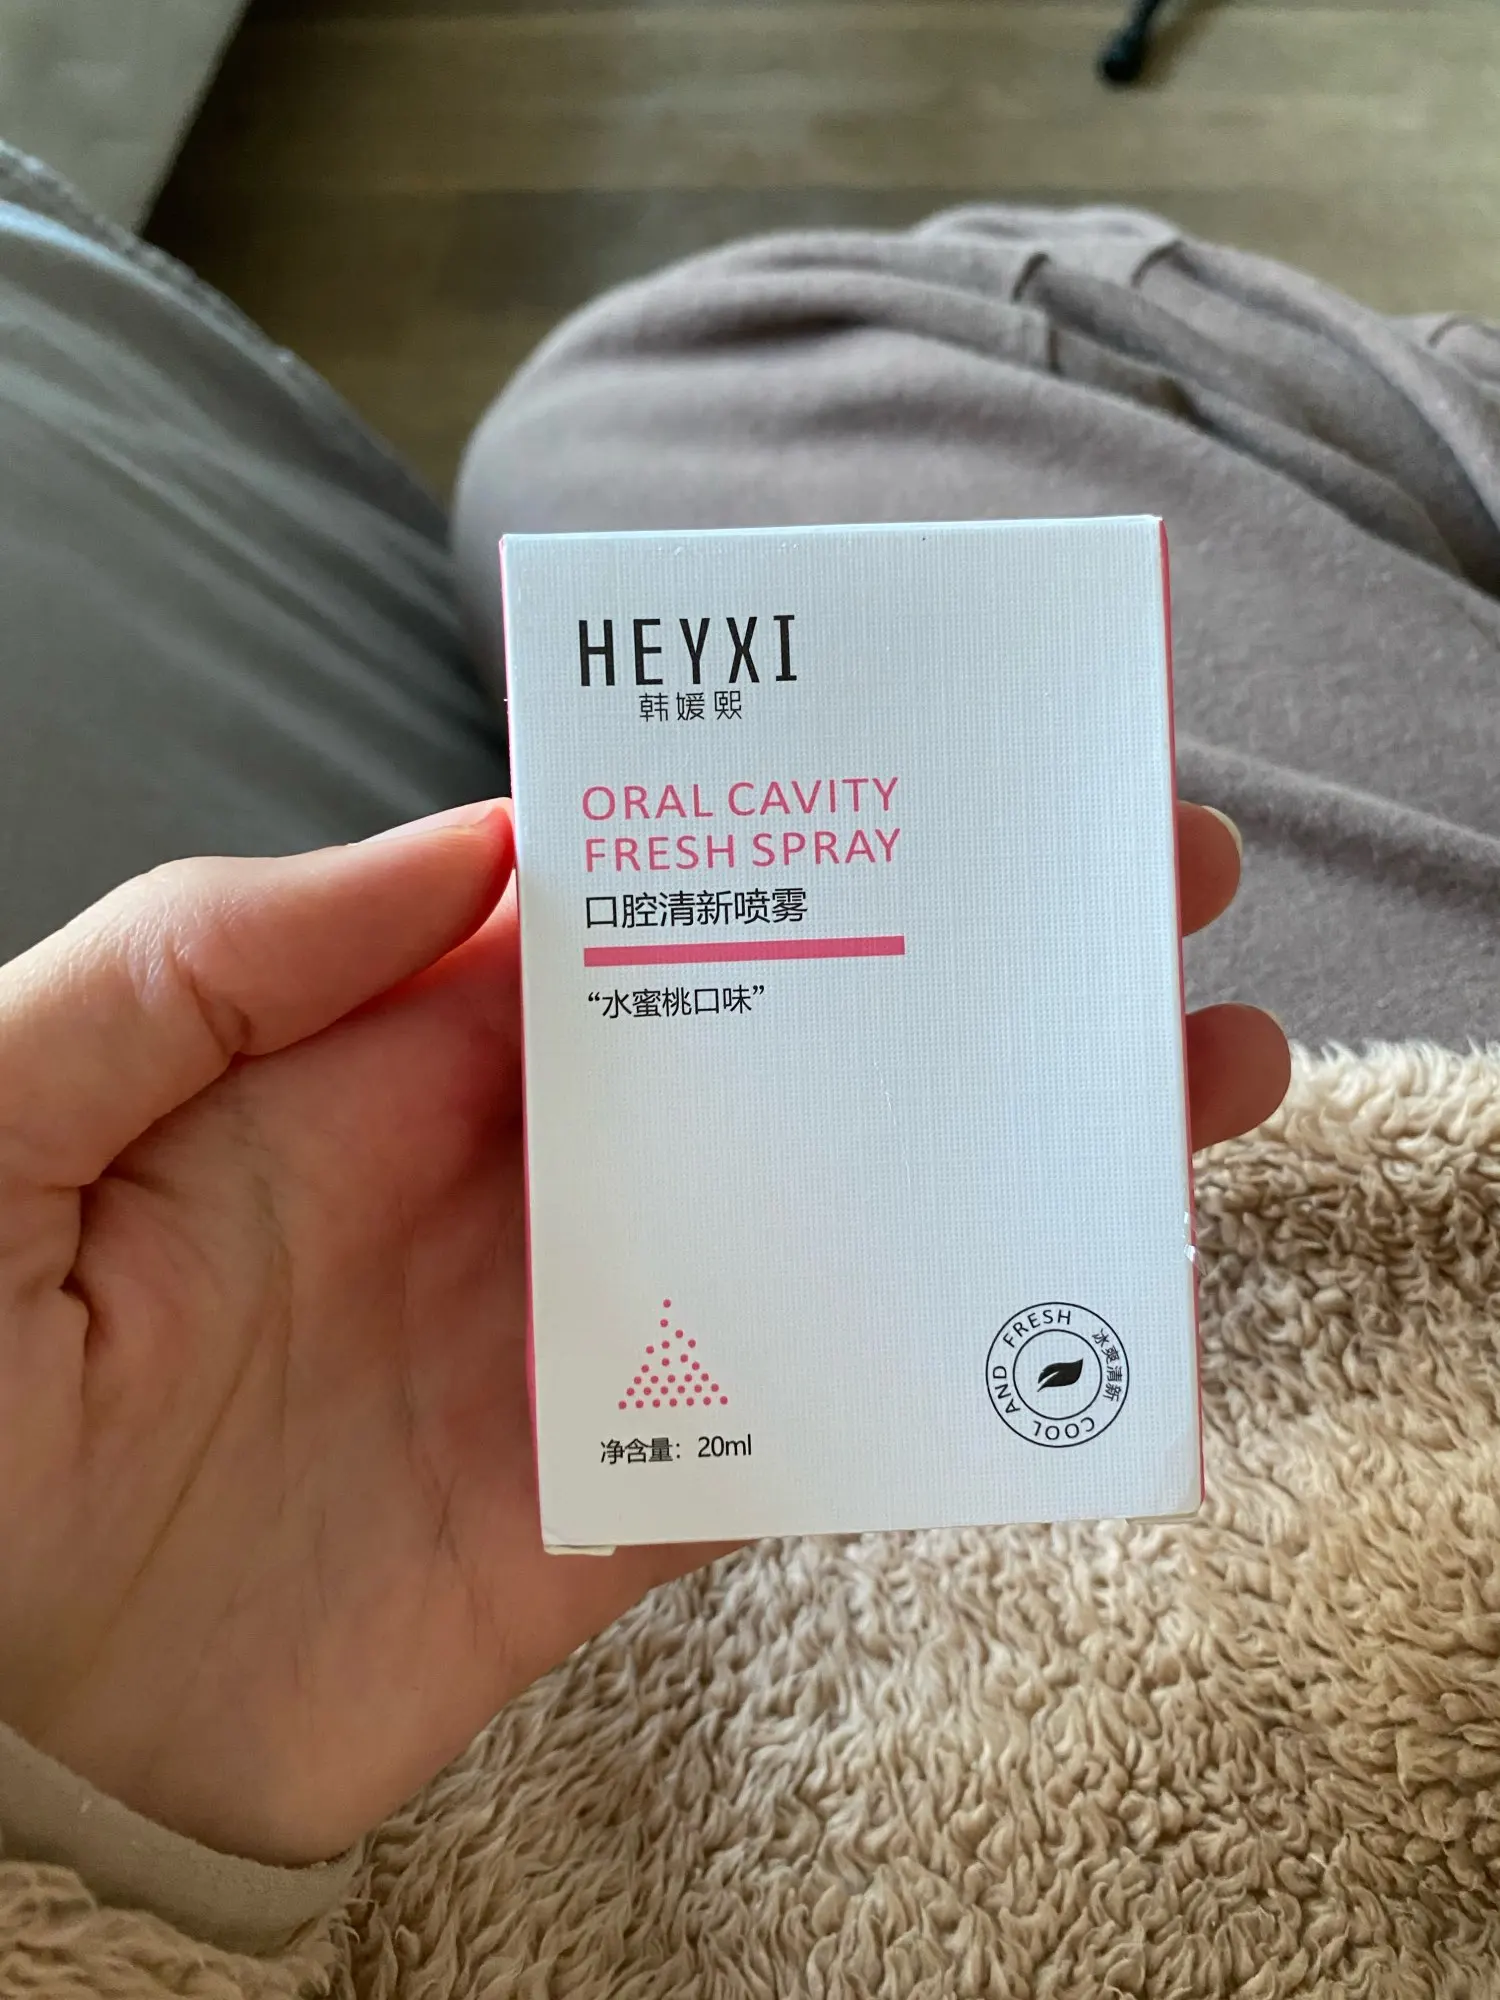 HEYXI
韩媛熙
ORAL CAVITY
FRESH SPRAY
口腔清新喷雾
“水蜜桃口味”
净含量：20ml
COOL AND FRESH 冰爽清新